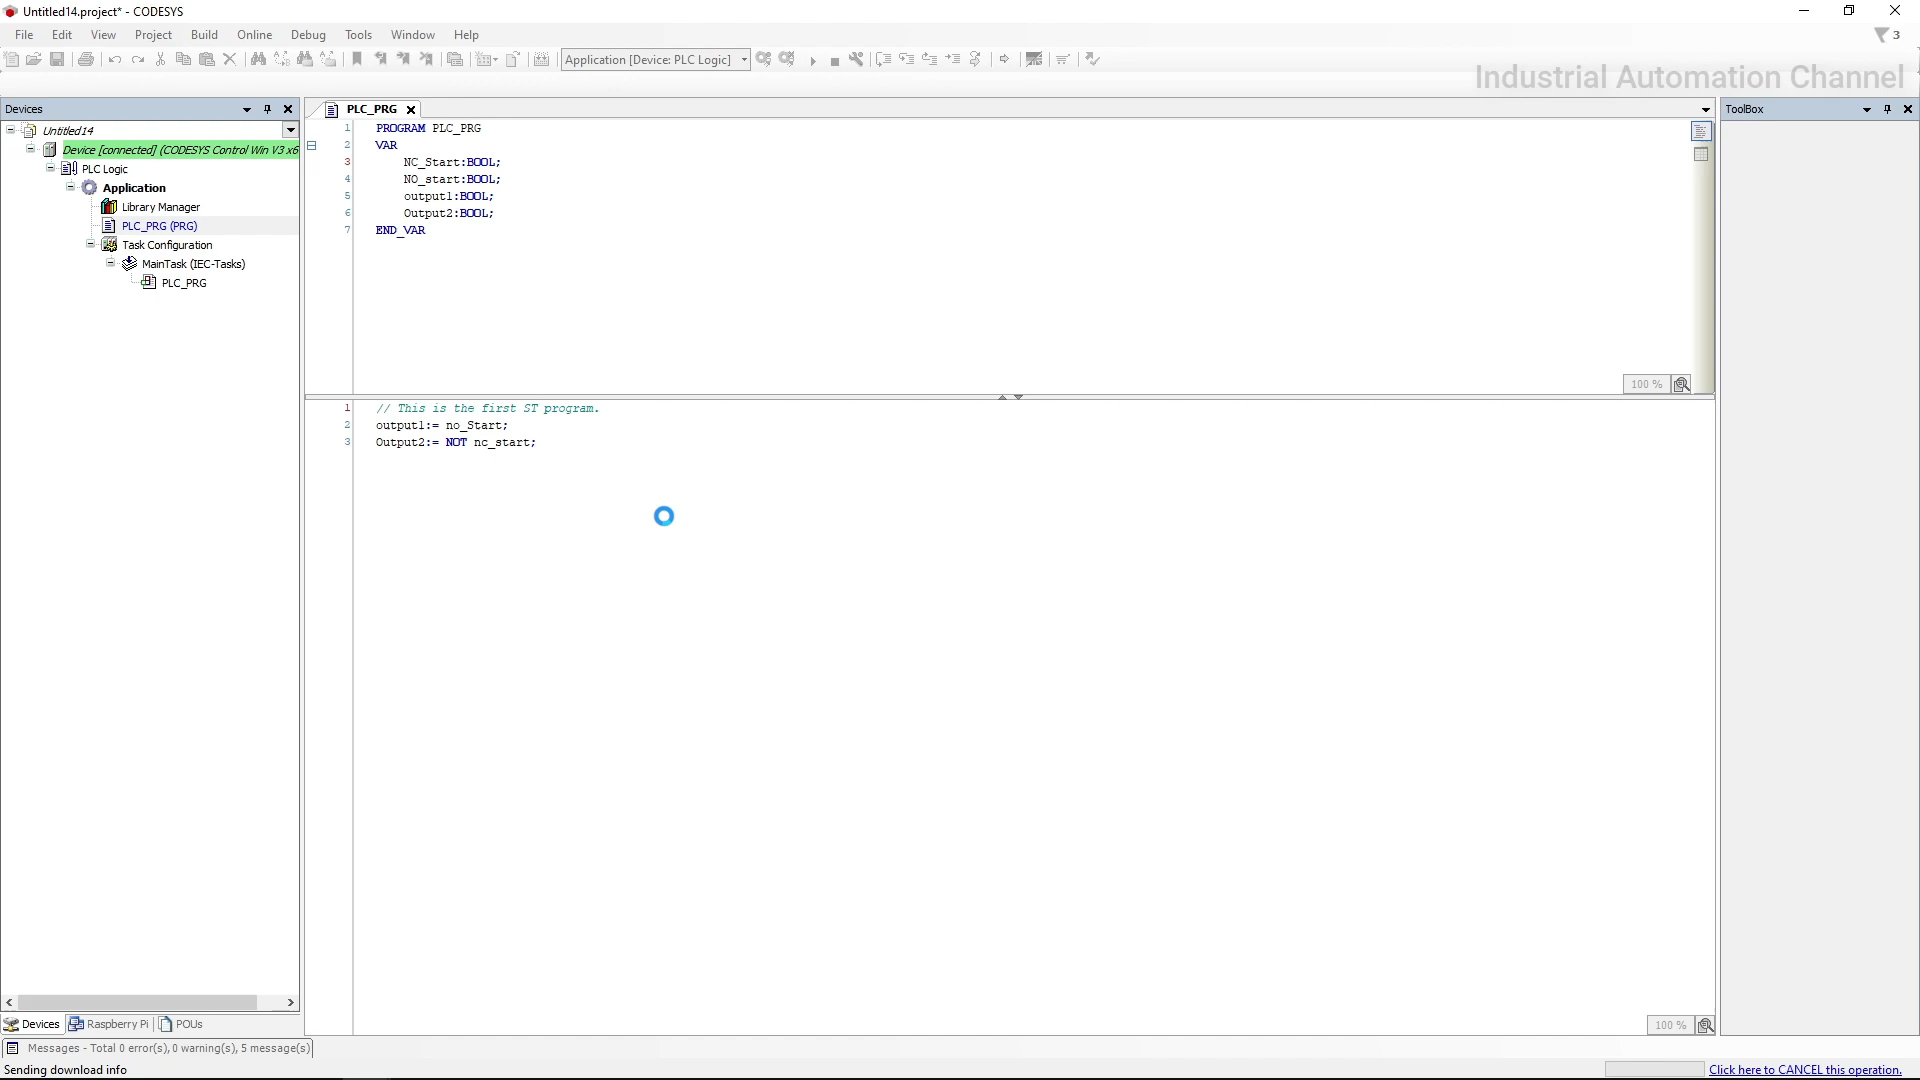 Untitled14.project* - CODESYS
File Edit View Project Build Online Debug Tools Window Help
3
Application [Device: PLC Logic]
Industrial Automation Channel
Devices
Untitled14
Device [connected] (CODESYS Control Win V3 x6
PLC Logic
Application
Library Manager
PLC_PRG (PRG)
Task Configuration
MainTask (IEC-Tasks)
PLC_PRG
PLC_PRG
1 PROGRAM PLC_PRG
2 VAR
3 NC_Start:BOOL;
4 NO_start:BOOL;
5 output1:BOOL;
6 Output2:BOOL;
7 END_VAR
100 %
1 // This is the first ST program.
2 output1:= no_Start;
3 Output2:= NOT nc_start;
100 %
ToolBox
Devices Raspberry Pi POUs
Messages - Total 0 error(s), 0 warning(s), 5 message(s)
Sending download info
Click here to CANCEL this operation.